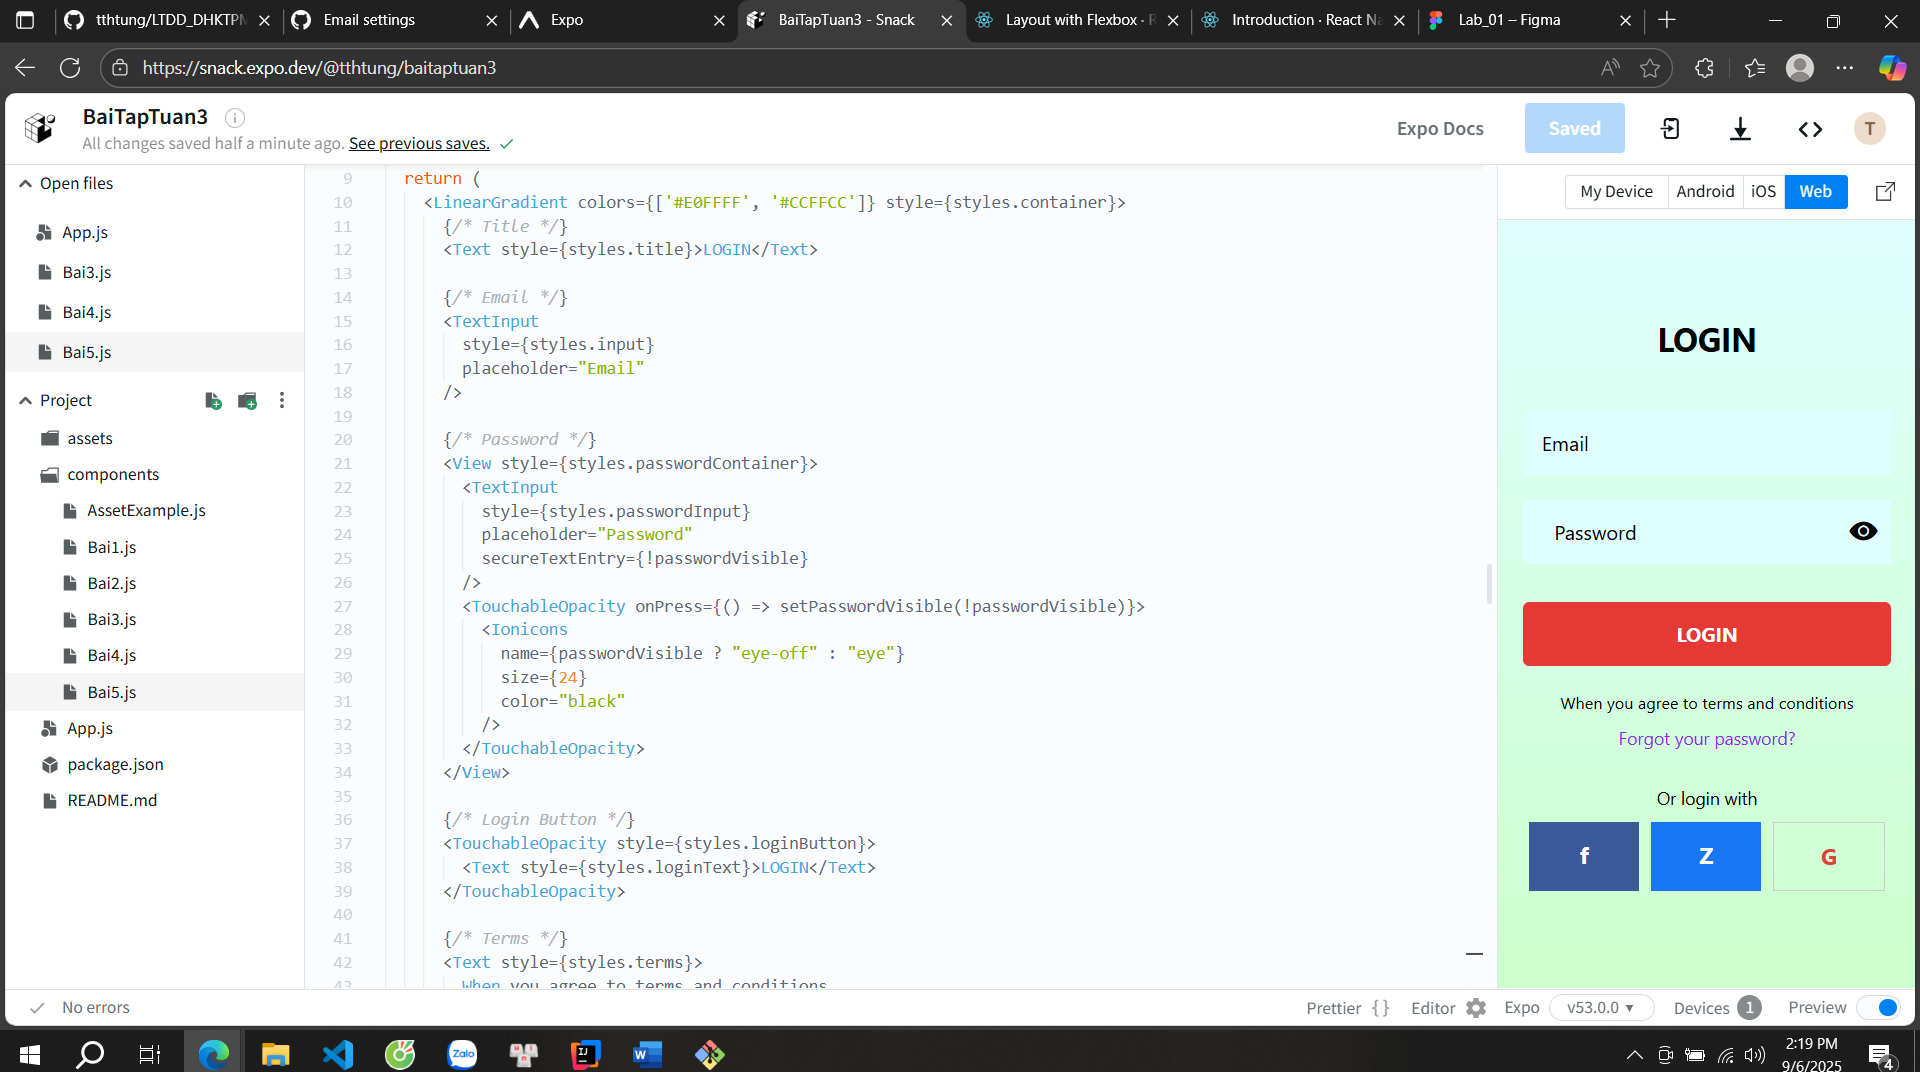 tthtung/LTDD_DHKTPM
Email settings
Expo
BaiTapTuan3 - Snack
Layout with Flexbox · R
Introduction · React Na
Lab_01 – Figma
https://snack.expo.dev/@tthtung/baitaptuan3
BaiTapTuan3
All changes saved half a minute ago. See previous saves.
Expo Docs
Saved
T
Open files
App.js
Bai3.js
Bai4.js
Bai5.js
Project
assets
components
AssetExample.js
Bai1.js
Bai2.js
Bai3.js
Bai4.js
Bai5.js
App.js
package.json
README.md
9 return (
10 <LinearGradient colors={['#E0FFFF', '#CCFFCC']} style={styles.container}>
11 {/* Title */}
12 <Text style={styles.title}>LOGIN</Text>
13
14 {/* Email */}
15 <TextInput
16 style={styles.input}
17 placeholder="Email"
18 />
19
20 {/* Password */}
21 <View style={styles.passwordContainer}>
22 <TextInput
23 style={styles.passwordInput}
24 placeholder="Password"
25 secureTextEntry={!passwordVisible}
26 />
27 <TouchableOpacity onPress={() => setPasswordVisible(!passwordVisible)}>
28 <Ionicons
29 name={passwordVisible ? "eye-off" : "eye"}
30 size={24}
31 color="black"
32 />
33 </TouchableOpacity>
34 </View>
35
36 {/* Login Button */}
37 <TouchableOpacity style={styles.loginButton}>
38 <Text style={styles.loginText}>LOGIN</Text>
39 </TouchableOpacity>
40
41 {/* Terms */}
42 <Text style={styles.terms}>
43 When you agree to terms and conditions
My Device
Android
iOS
Web
LOGIN
Email
Password
LOGIN
When you agree to terms and conditions
Forgot your password?
Or login with
f
Z
G
No errors
Prettier {}
Editor
Expo
v53.0.0
Devices 1
Preview
Zalo
2:19 PM
9/6/2025
4